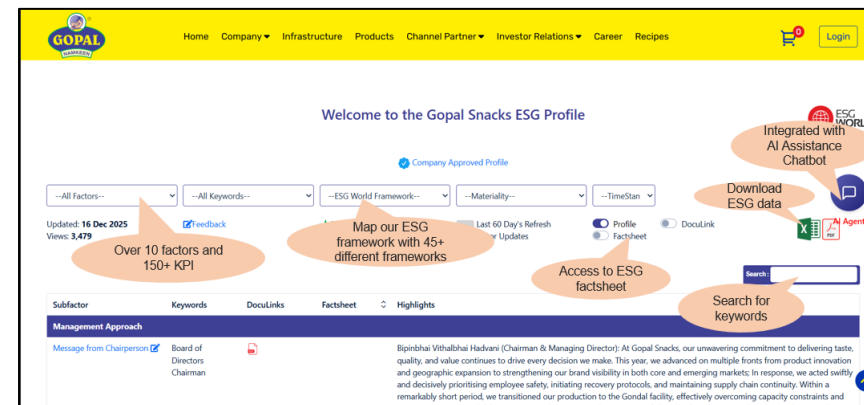 GOPAL
NAMKEEN
Home Company Infrastructure Products Channel Partner Investor Relations Career Recipes
0
Login
Welcome to the Gopal Snacks ESG Profile
ESG
WORL
Integrated with
AI Assistance
Chatbot
Company Approved Profile
--All Factors-- --All Keywords-- --ESG World Framework-- --Materiality-- --TimeStan
Download
ESG data
Updated: 16 Dec 2025 Feedback Last 60 Day's Refresh Profile DocuLink
Views: 3,479 or Updates Factsheet
AI Agent
PDF
Map our ESG
framework with 45+
different frameworks
Over 10 factors and
150+ KPI
Access to ESG
factsheet
Search :
Search for
keywords
Subfactor Keywords DocuLinks Factsheet Highlights
Management Approach
Message from Chairperson Board of Bipinbhai Vithalbhai Hadvani (Chairman & Managing Director): At Gopal Snacks, our unwavering commitment to delivering taste,
Directors quality, and value continues to drive every decision we make. This year, we advanced on multiple fronts from product innovation
Chairman and geographic expansion to strengthening our brand visibility in both core and emerging markets; In response, we acted swiftly
and decisively prioritising employee safety, initiating recovery protocols, and maintaining supply chain continuity. Within a
remarkably short period, we transitioned our production to the Gondal facility, effectively overcoming capacity constraints and